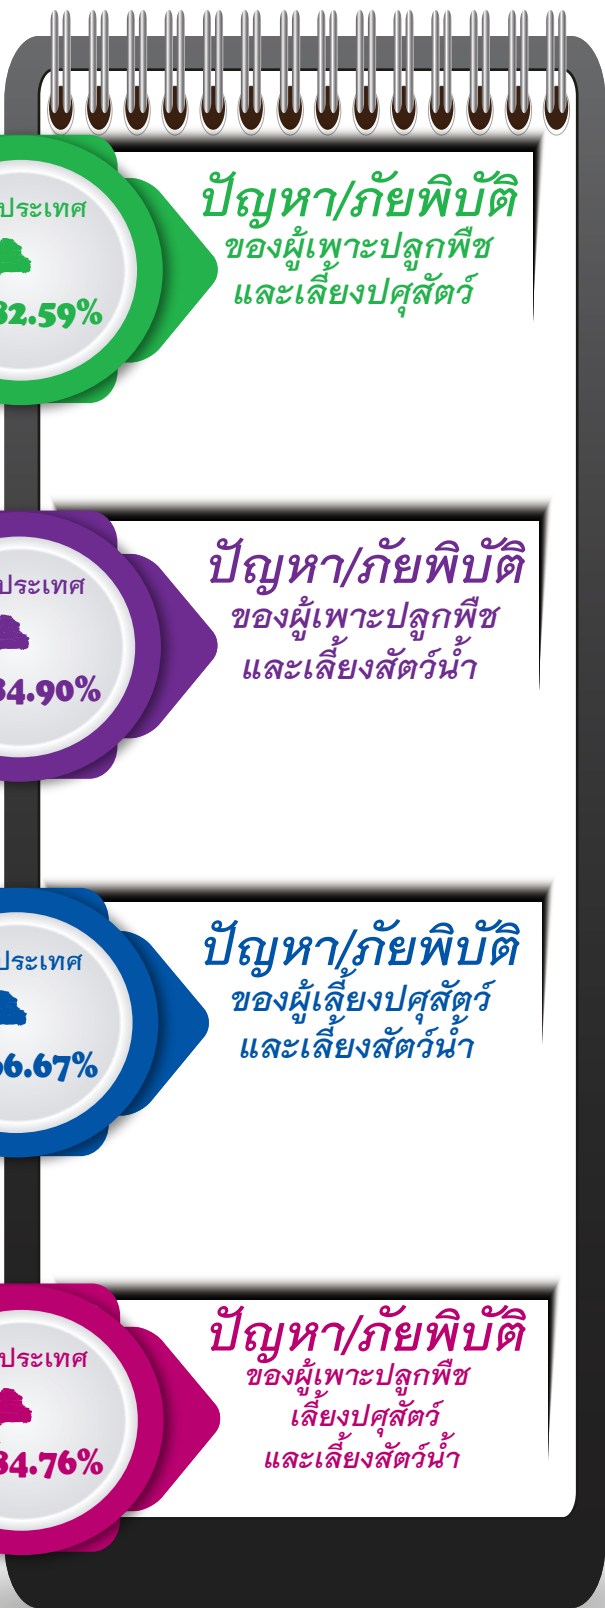 ประเทศ
82.59%
ปัญหา/ภัยพิบัติ
ของผู้เพาะปลูกพืช
และเลี้ยงปศุสัตว์
ประเทศ
84.90%
ปัญหา/ภัยพิบัติ
ของผู้เพาะปลูกพืช
และเลี้ยงสัตว์น้ำ
ประเทศ
66.67%
ปัญหา/ภัยพิบัติ
ของผู้เลี้ยงปศุสัตว์
และเลี้ยงสัตว์น้ำ
ประเทศ
84.76%
ปัญหา/ภัยพิบัติ
ของผู้เพาะปลูกพืช
เลี้ยงปศุสัตว์
และเลี้ยงสัตว์น้ำ